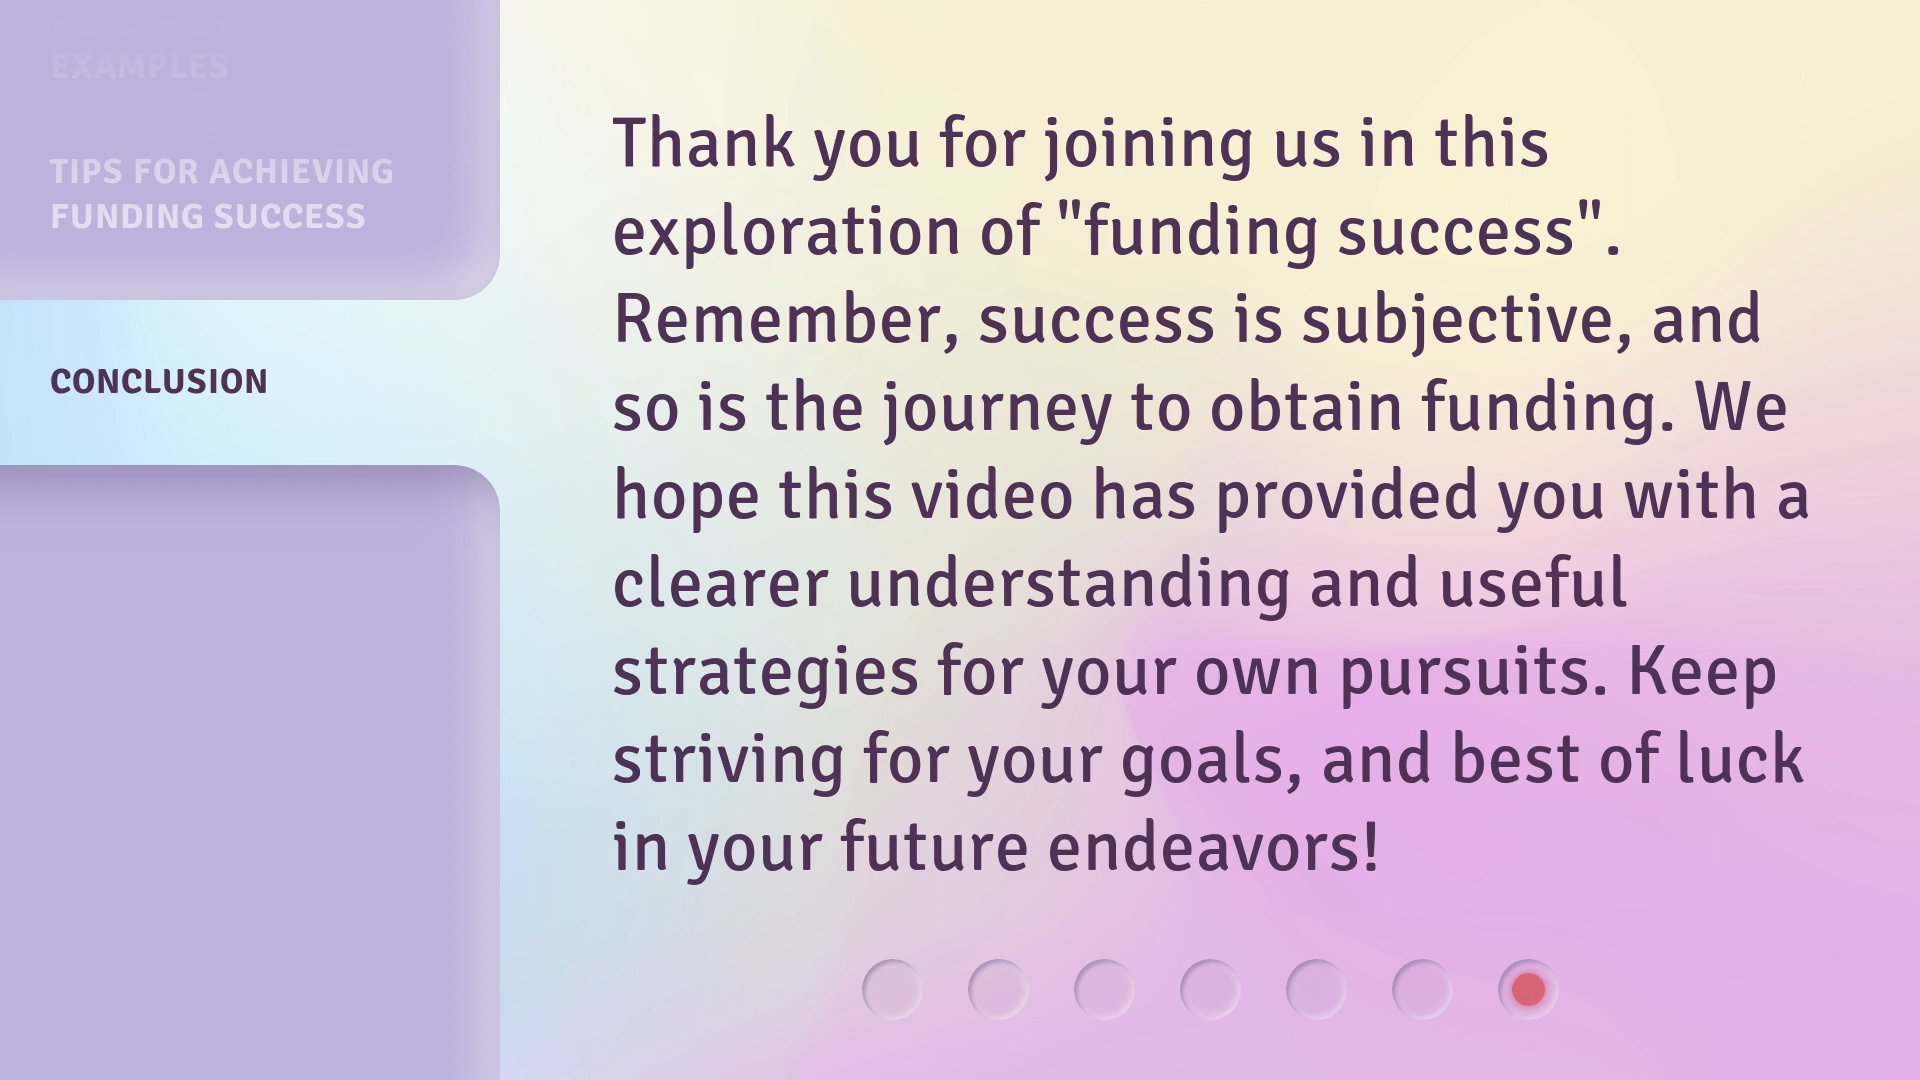 EXAMPLES
TIPS FOR ACHIEVING
FUNDING SUCCESS
CONCLUSION
Thank you for joining us in this
exploration of "funding success".
Remember, success is subjective, and
so is the journey to obtain funding. We
hope this video has provided you with a
clearer understanding and useful
strategies for your own pursuits. Keep
striving for your goals, and best of luck
in your future endeavors!